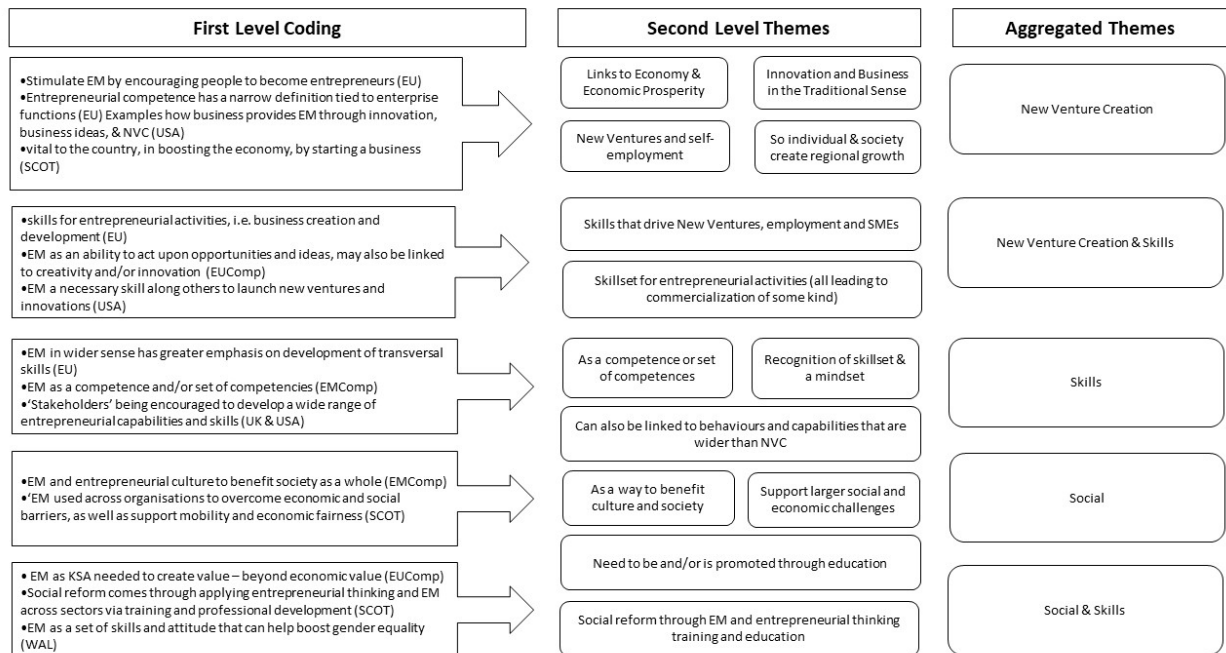 First Level Coding
Second Level Themes
Aggregated Themes
•Stimulate EM by encouraging people to become entrepreneurs (EU)
•Entrepreneurial competence has a narrow definition tied to enterprise
functions (EU) Examples how business provides EM through innovation,
business ideas, & NVC (USA)
•vital to the country, in boosting the economy, by starting a business
(SCOT)
Links to Economy &
Economic Prosperity
Innovation and Business
in the Traditional Sense
New Ventures and self-
employment
So individual & society
create regional growth
New Venture Creation
•skills for entrepreneurial activities, i.e. business creation and
development (EU)
•EM as an ability to act upon opportunities and ideas, may also be linked
to creativity and/or innovation (EUComp)
•EM a necessary skill along others to launch new ventures and
innovations (USA)
Skills that drive New Ventures, employment and SMEs
Skillset for entrepreneurial activities (all leading to
commercialization of some kind)
New Venture Creation & Skills
•EM in wider sense has greater emphasis on development of transversal
skills (EU)
•EM as a competence and/or set of competencies (EMComp)
•‘Stakeholders’ being encouraged to develop a wide range of
entrepreneurial capabilities and skills (UK & USA)
As a competence or set
of competences
Recognition of skillset &
a mindset
Can also be linked to behaviours and capabilities that are
wider than NVC
Skills
•EM and entrepreneurial culture to benefit society as a whole (EMComp)
•‘EM used across organisations to overcome economic and social
barriers, as well as support mobility and economic fairness (SCOT)
As a way to benefit
culture and society
Support larger social and
economic challenges
Social
Need to be and/or is promoted through education
• EM as KSA needed to create value – beyond economic value (EUComp)
•Social reform comes through applying entrepreneurial thinking and EM
across sectors via training and professional development (SCOT)
•EM as a set of skills and attitude that can help boost gender equality
(WAL)
Social reform through EM and entrepreneurial thinking
training and education
Social & Skills